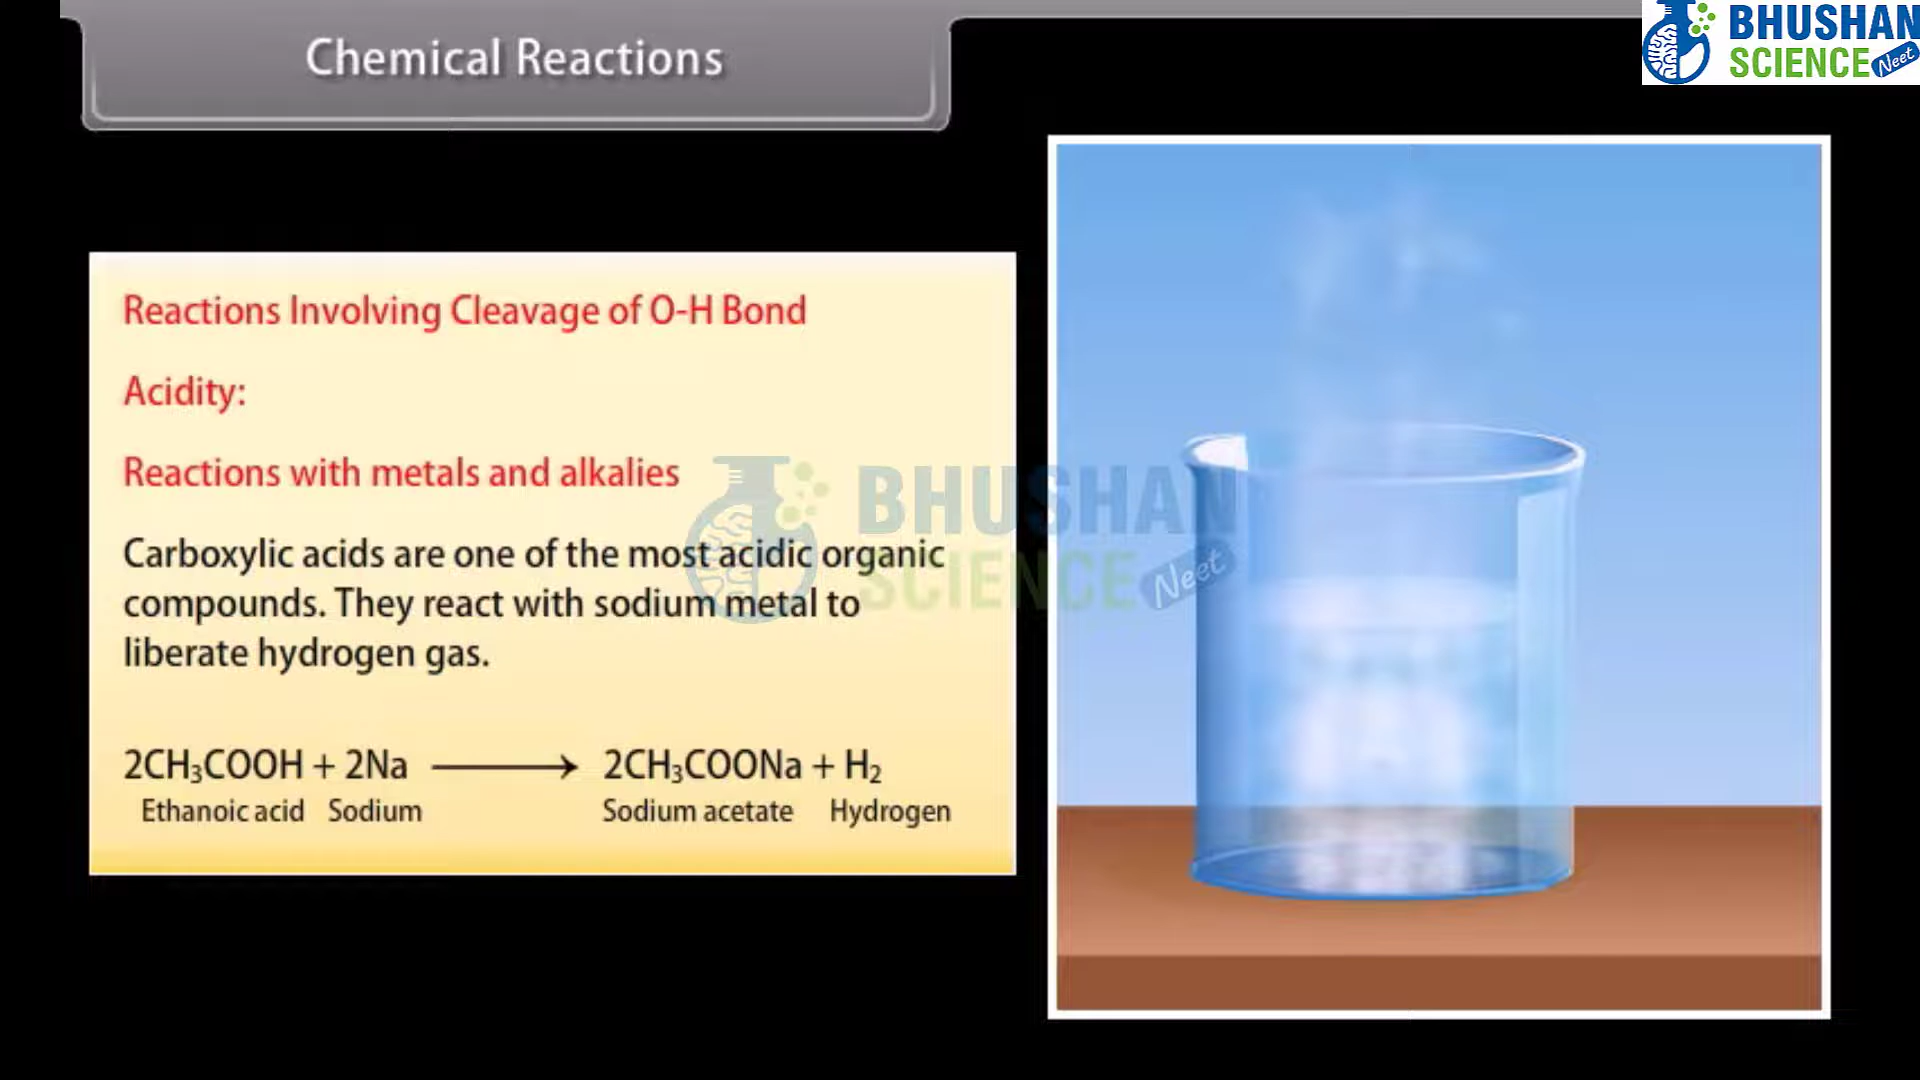 Chemical Reactions
BHUSHAN
SCIENCE Neet
Reactions Involving Cleavage of O-H Bond
Acidity:
Reactions with metals and alkalies
Carboxylic acids are one of the most acidic organic
compounds. They react with sodium metal to
liberate hydrogen gas.
2CH₃COOH + 2Na ⟶ 2CH₃COONa + H₂
Ethanoic acid Sodium Sodium acetate Hydrogen
BHUSHAN
SCIENCE Neet